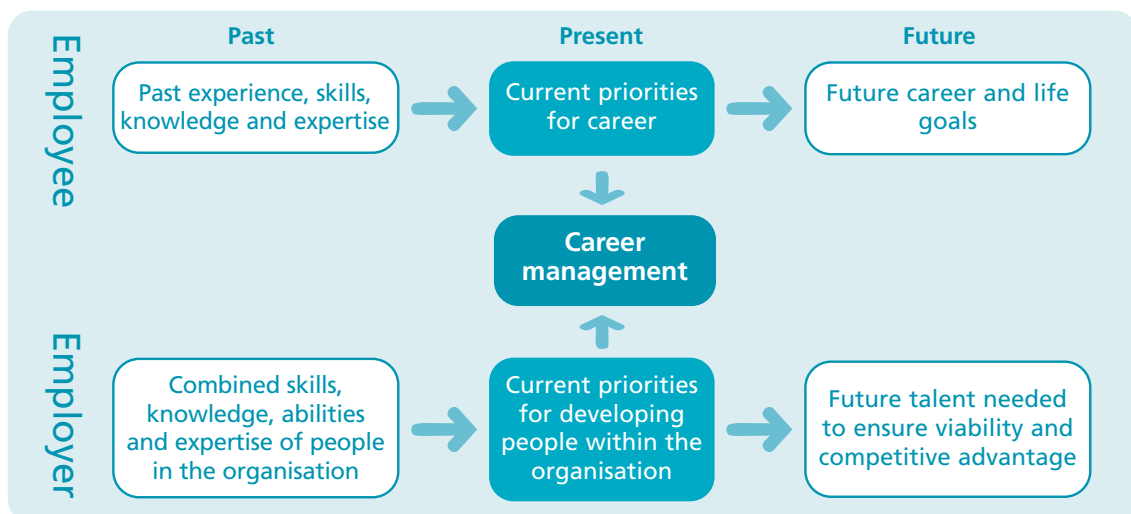 Past
Present
Future
Employee
Past experience, skills,
knowledge and expertise
Current priorities
for career
Future career and life
goals
Career
management
Employer
Combined skills,
knowledge, abilities
and expertise of people
in the organisation
Current priorities
for developing
people within the
organisation
Future talent needed
to ensure viability and
competitive advantage